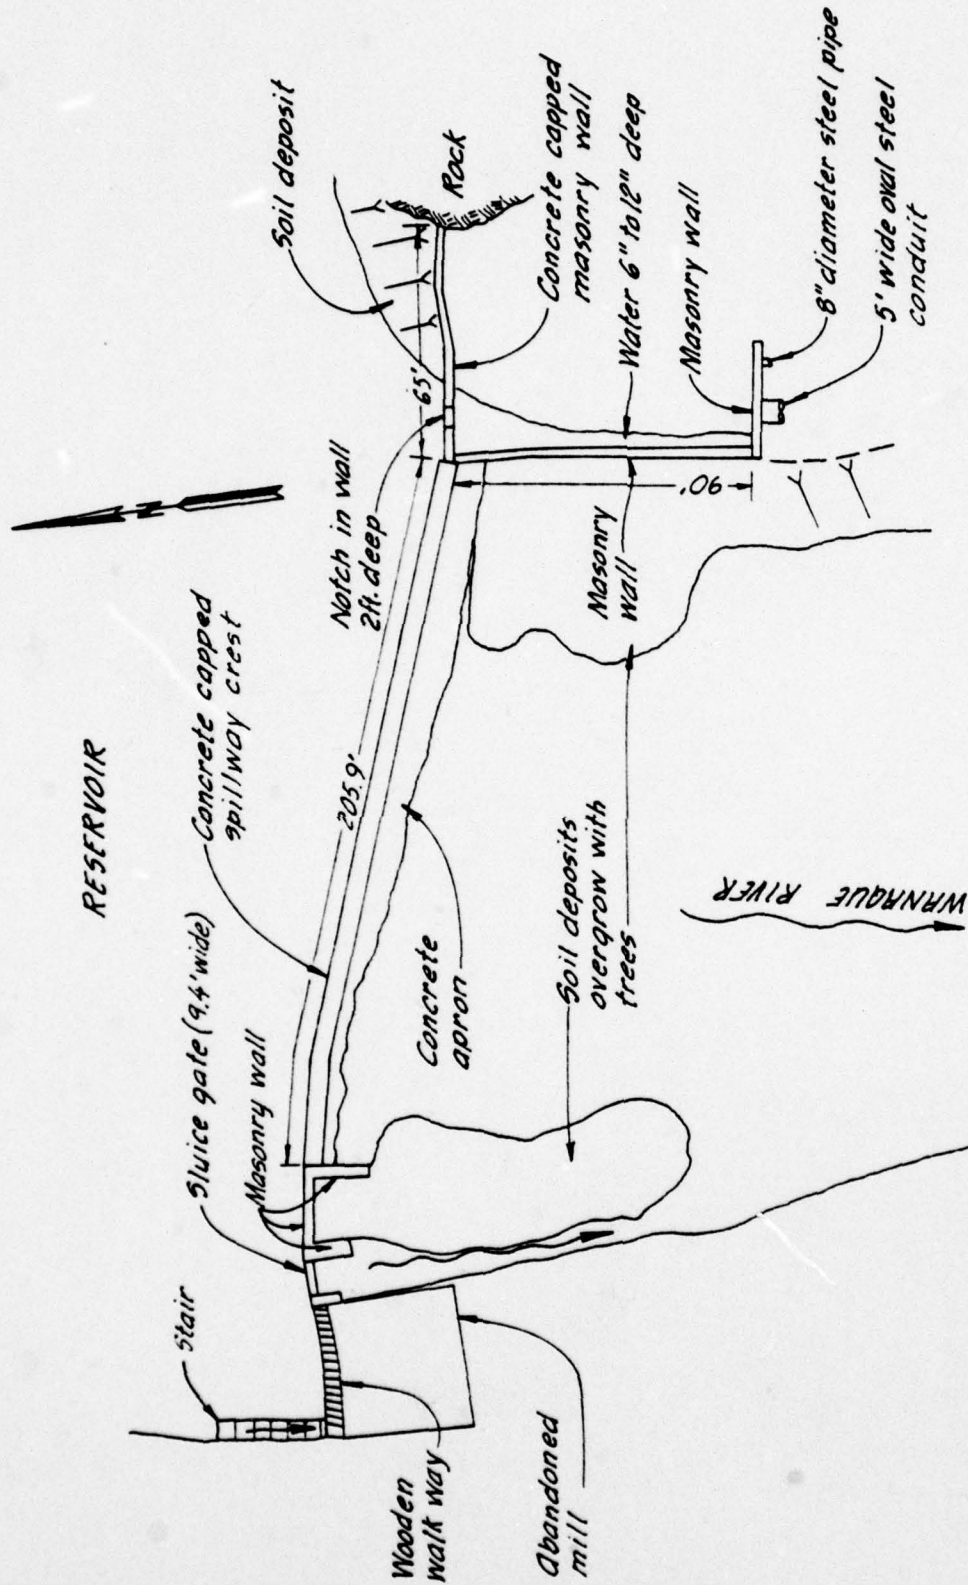 RESERVOIR
N
Stair
Sluice gate (9.4' wide)
Masonry wall
Concrete capped
spillway crest
205.9'
Notch in wall
2ft. deep
65'
Soil deposit
Rock
Concrete capped
masonry wall
Water 6" to 12" deep
Masonry wall
8" diameter steel pipe
5' wide oval steel
conduit
90'
Masonry
wall
Concrete
apron
Soil deposits
overgrow with
trees
WANAQUE RIVER
Wooden
walk way
Abandoned
mill